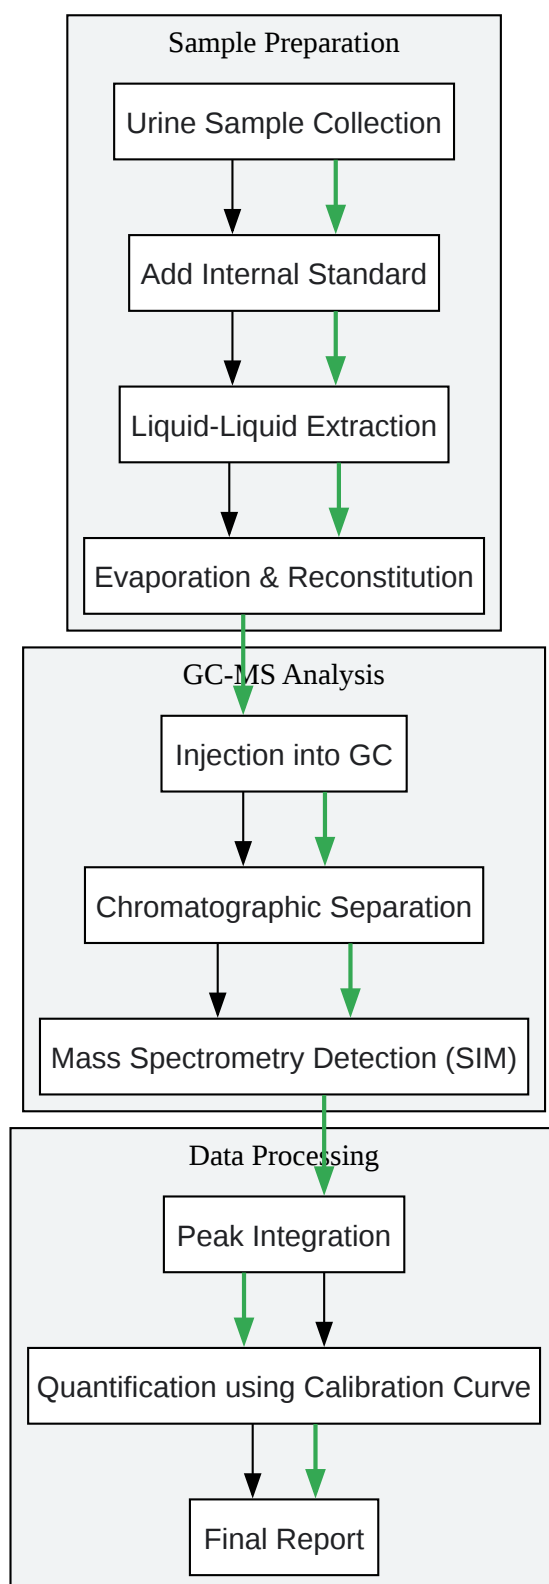 Sample Preparation
Urine Sample Collection
Add Internal Standard
Liquid-Liquid Extraction
Evaporation & Reconstitution
GC-MS Analysis
Injection into GC
Chromatographic Separation
Mass Spectrometry Detection (SIM)
Data Processing
Peak Integration
Quantification using Calibration Curve
Final Report